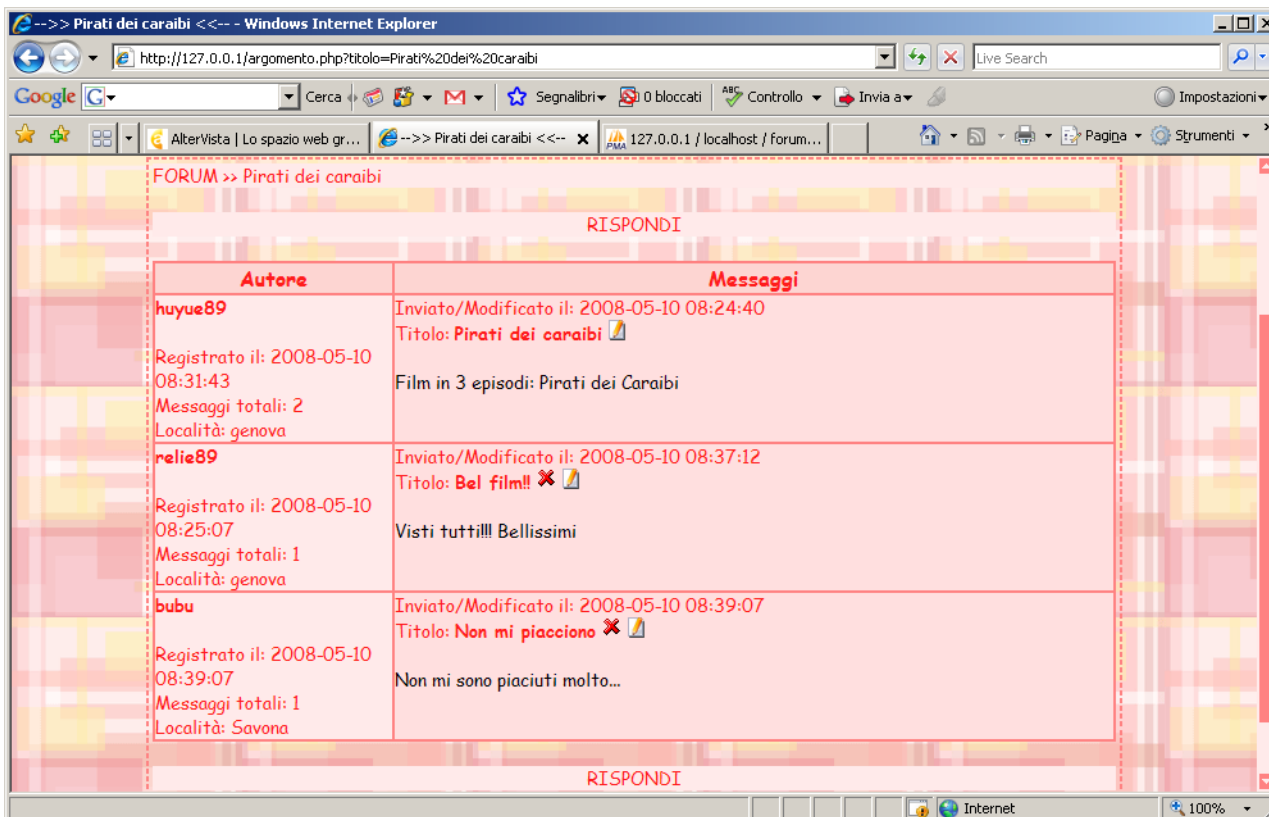 -->> Pirati dei caraibi <<-- - Windows Internet Explorer
http://127.0.0.1/argomento.php?titolo=Pirati%20dei%20caraibi
Live Search
Google G Cerca Segnalibri 0 bloccati ABC Controllo Invia a Impostazioni
AlterVista | Lo spazio web gr... -->> Pirati dei caraibi <<-- x PMA 127.0.0.1 / localhost / forum... Pagina Strumenti »
FORUM >> Pirati dei caraibi
RISPONDI
Autore Messaggi
huyue89
Registrato il: 2008-05-10
08:31:43
Messaggi totali: 2
Località: genova
Inviato/Modificato il: 2008-05-10 08:24:40
Titolo: Pirati dei caraibi
Film in 3 episodi: Pirati dei Caraibi
relie89
Registrato il: 2008-05-10
08:25:07
Messaggi totali: 1
Località: genova
Inviato/Modificato il: 2008-05-10 08:37:12
Titolo: Bel film!!
Visti tutti!!! Bellissimi
bubu
Registrato il: 2008-05-10
08:39:07
Messaggi totali: 1
Località: Savona
Inviato/Modificato il: 2008-05-10 08:39:07
Titolo: Non mi piacciono
Non mi sono piaciuti molto...
RISPONDI
Internet 100%